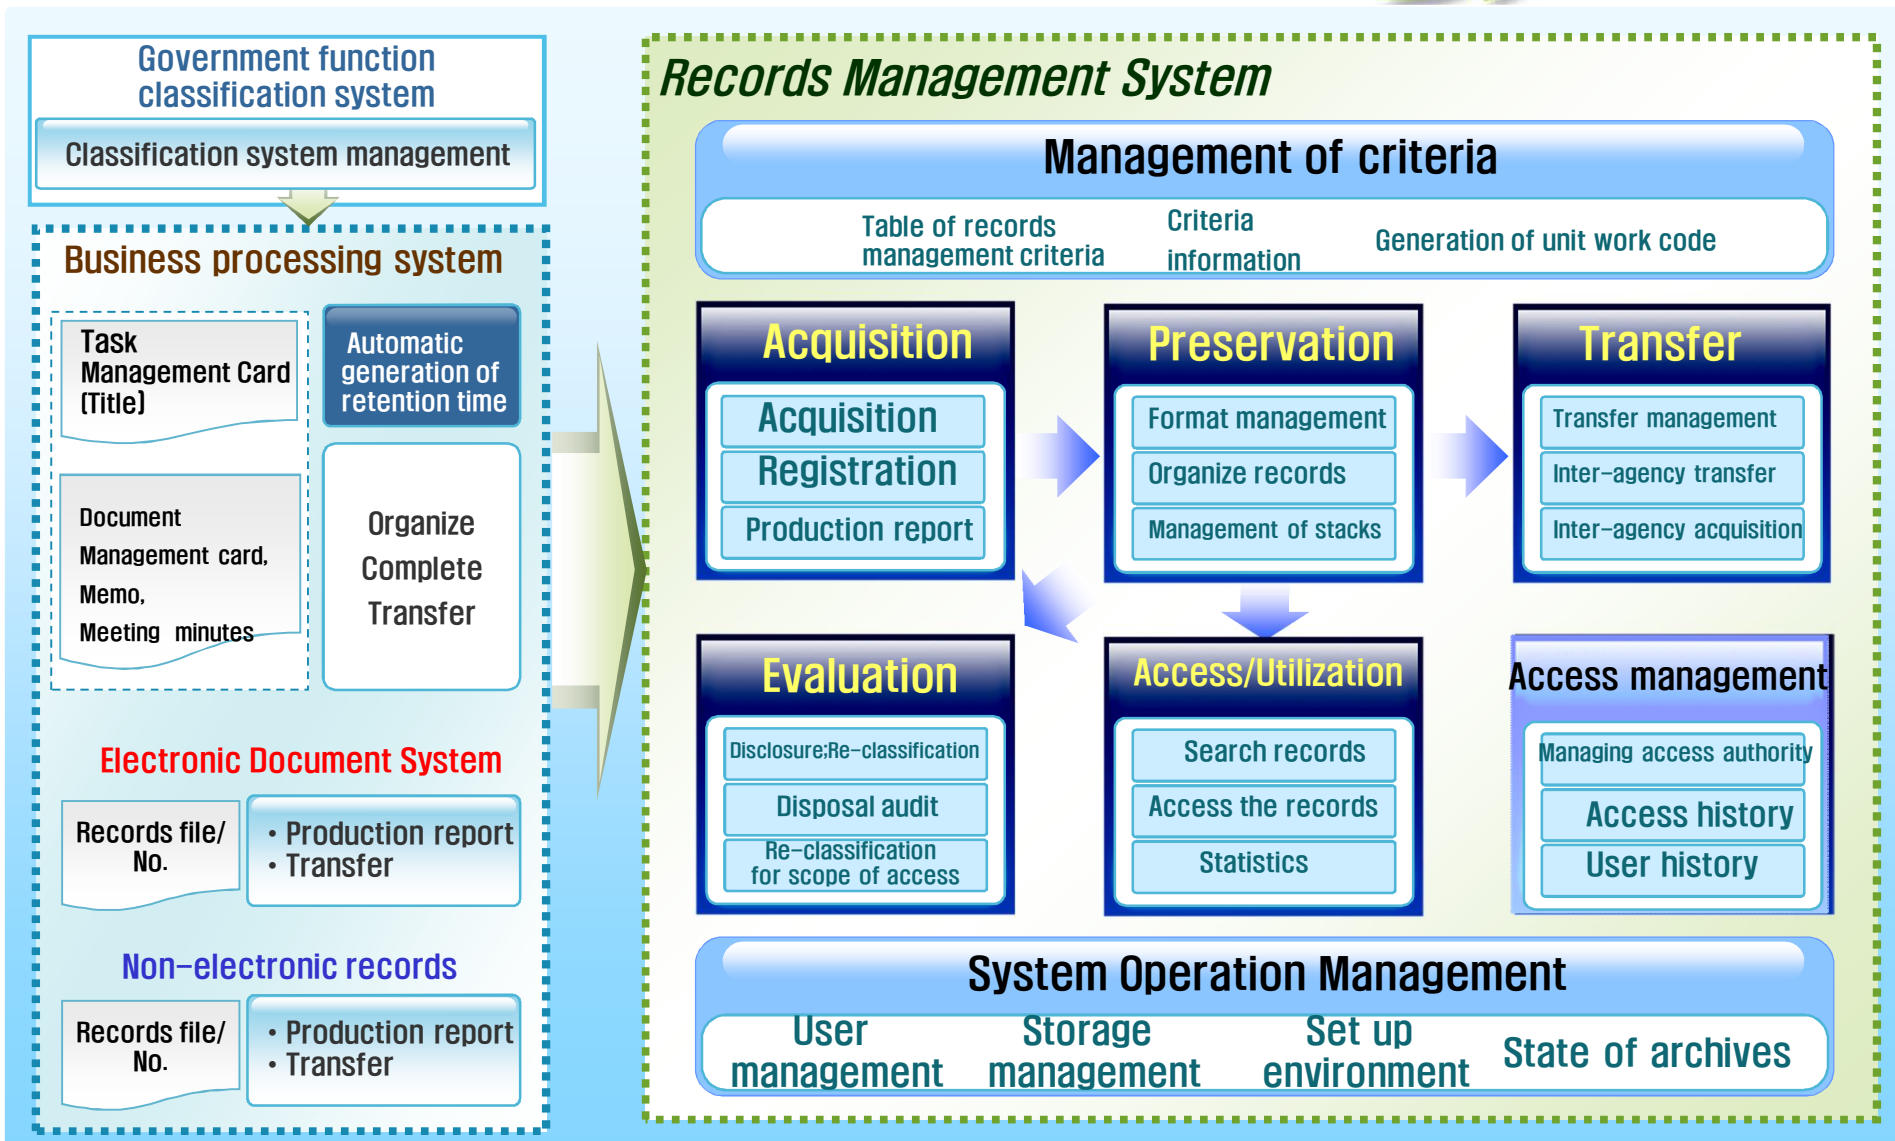 Government function
classification system
Classification system management
Business processing system
Task
Management Card
(Title)
Automatic
generation of
retention time
Document
Management card,
Memo,
Meeting minutes
Organize
Complete
Transfer
Electronic Document System
Records file/
No.
・Production report
・Transfer
Non-electronic records
Records file/
No.
・Production report
・Transfer
Records Management System
Management of criteria
Table of records
management criteria
Criteria
information
Generation of unit work code
Acquisition
Acquisition
Registration
Production report
Preservation
Format management
Organize records
Management of stacks
Transfer
Transfer management
Inter-agency transfer
Inter-agency acquisition
Evaluation
Disclosure;Re-classification
Disposal audit
Re-classification
for scope of access
Access/Utilization
Search records
Access the records
Statistics
Access management
Managing access authority
Access history
User history
System Operation Management
User
management
Storage
management
Set up
environment
State of archives